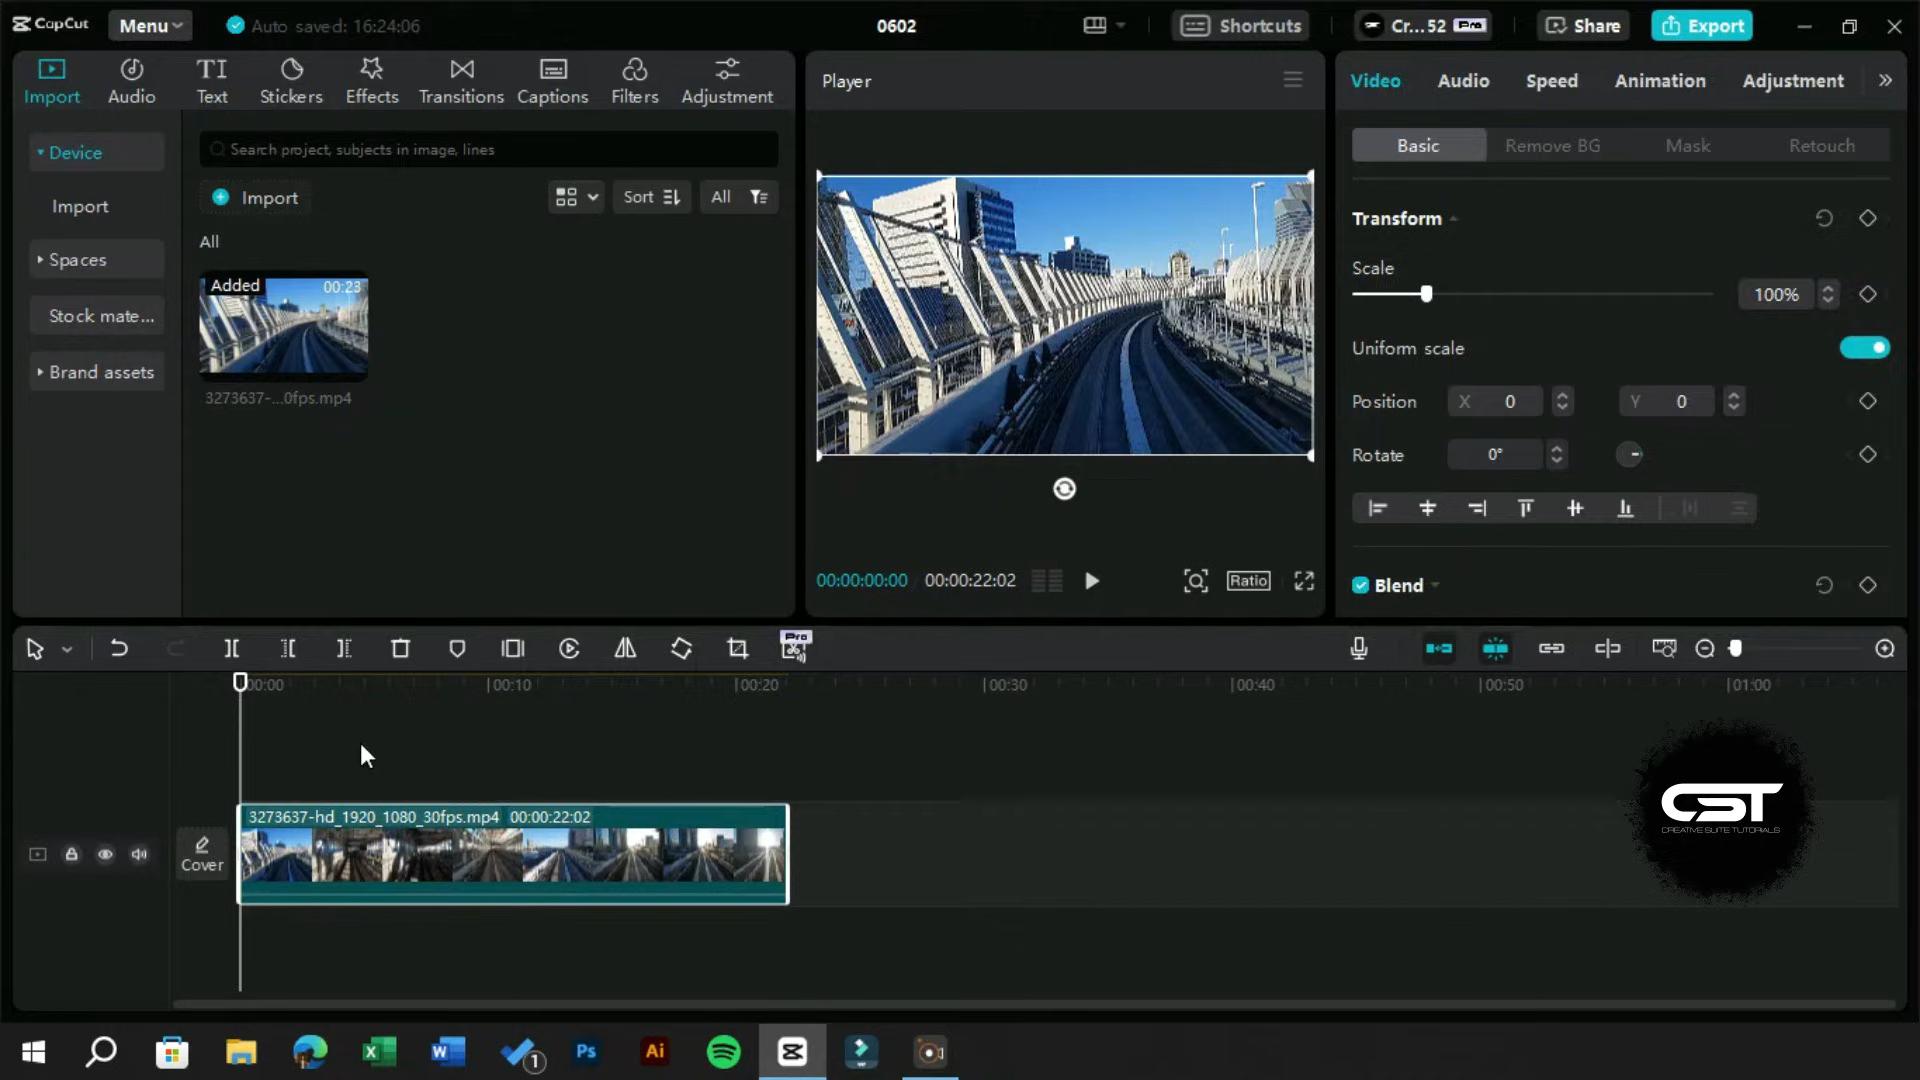 CapCut
Menu
Auto saved: 16:24:06
0602
Shortcuts
Cr...52 Pro
Share
Export
Import
Audio
TI
Text
Stickers
Effects
Transitions
Captions
Filters
Adjustment
Device
Import
Spaces
Stock mate...
Brand assets
Search project, subjects in image, lines
Import
Sort
All
All
Added
00:23
3273637-...0fps.mp4
Player
00:00:00:00
00:00:22:02
Ratio
Video
Audio
Speed
Animation
Adjustment
Basic
Remove BG
Mask
Retouch
Transform
Scale
100%
Uniform scale
Position
X 0
Y 0
Rotate
0°
Blend
Pro
00:00
00:10
00:20
00:30
00:40
00:50
01:00
Cover
3273637-hd_1920_1080_30fps.mp4 00:00:22:02
CST
CREATIVE SUITE TUTORIALS
X
W
1
Ps
Ai